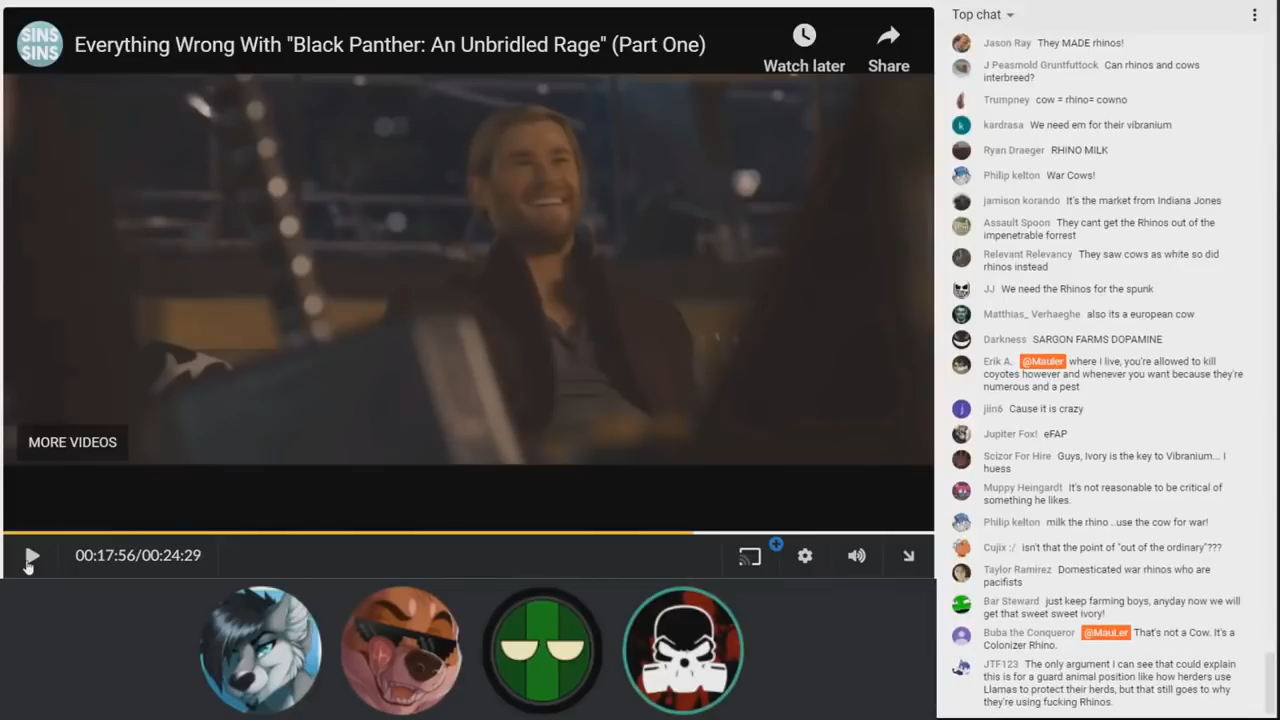 SINS
SINS
Everything Wrong With "Black Panther: An Unbridled Rage" (Part One)
Watch later
Share
MORE VIDEOS
00:17:56/00:24:29
Top chat
Jason Ray They MADE rhinos!
J Peasmold Gruntfuttock Can rhinos and cows
interbreed?
Trumpney cow = rhino= cowno
k
kardrasa We need em for their vibranium
Ryan Draeger RHINO MILK
Philip kelton War Cows!
jamison korando It's the market from Indiana Jones
Assault Spoon They cant get the Rhinos out of the
impenetrable forrest
Relevant Relevancy They saw cows as white so did
rhinos instead
JJ We need the Rhinos for the spunk
Matthias_ Verhaeghe also its a european cow
Darkness SARGON FARMS DOPAMINE
Erik A. @Mauler where I live, you're allowed to kill
coyotes however and whenever you want because they're
numerous and a pest
j
jiin6 Cause it is crazy
Jupiter Fox! eFAP
Scizor For Hire Guys, Ivory is the key to Vibranium... I
huess
Muppy Heingardt It's not reasonable to be critical of
something he likes.
Philip kelton milk the rhino ..use the cow for war!
Cujix :/ isn't that the point of "out of the ordinary"???
Taylor Ramirez Domesticated war rhinos who are
pacifists
Bar Steward just keep farming boys, anyday now we will
get that sweet sweet ivory!
Buba the Conqueror @MauLer That's not a Cow. It's a
Colonizer Rhino.
JTF123 The only argument I can see that could explain
this is for a guard animal position like how herders use
Llamas to protect their herds, but that still goes to why
they're using fucking Rhinos.